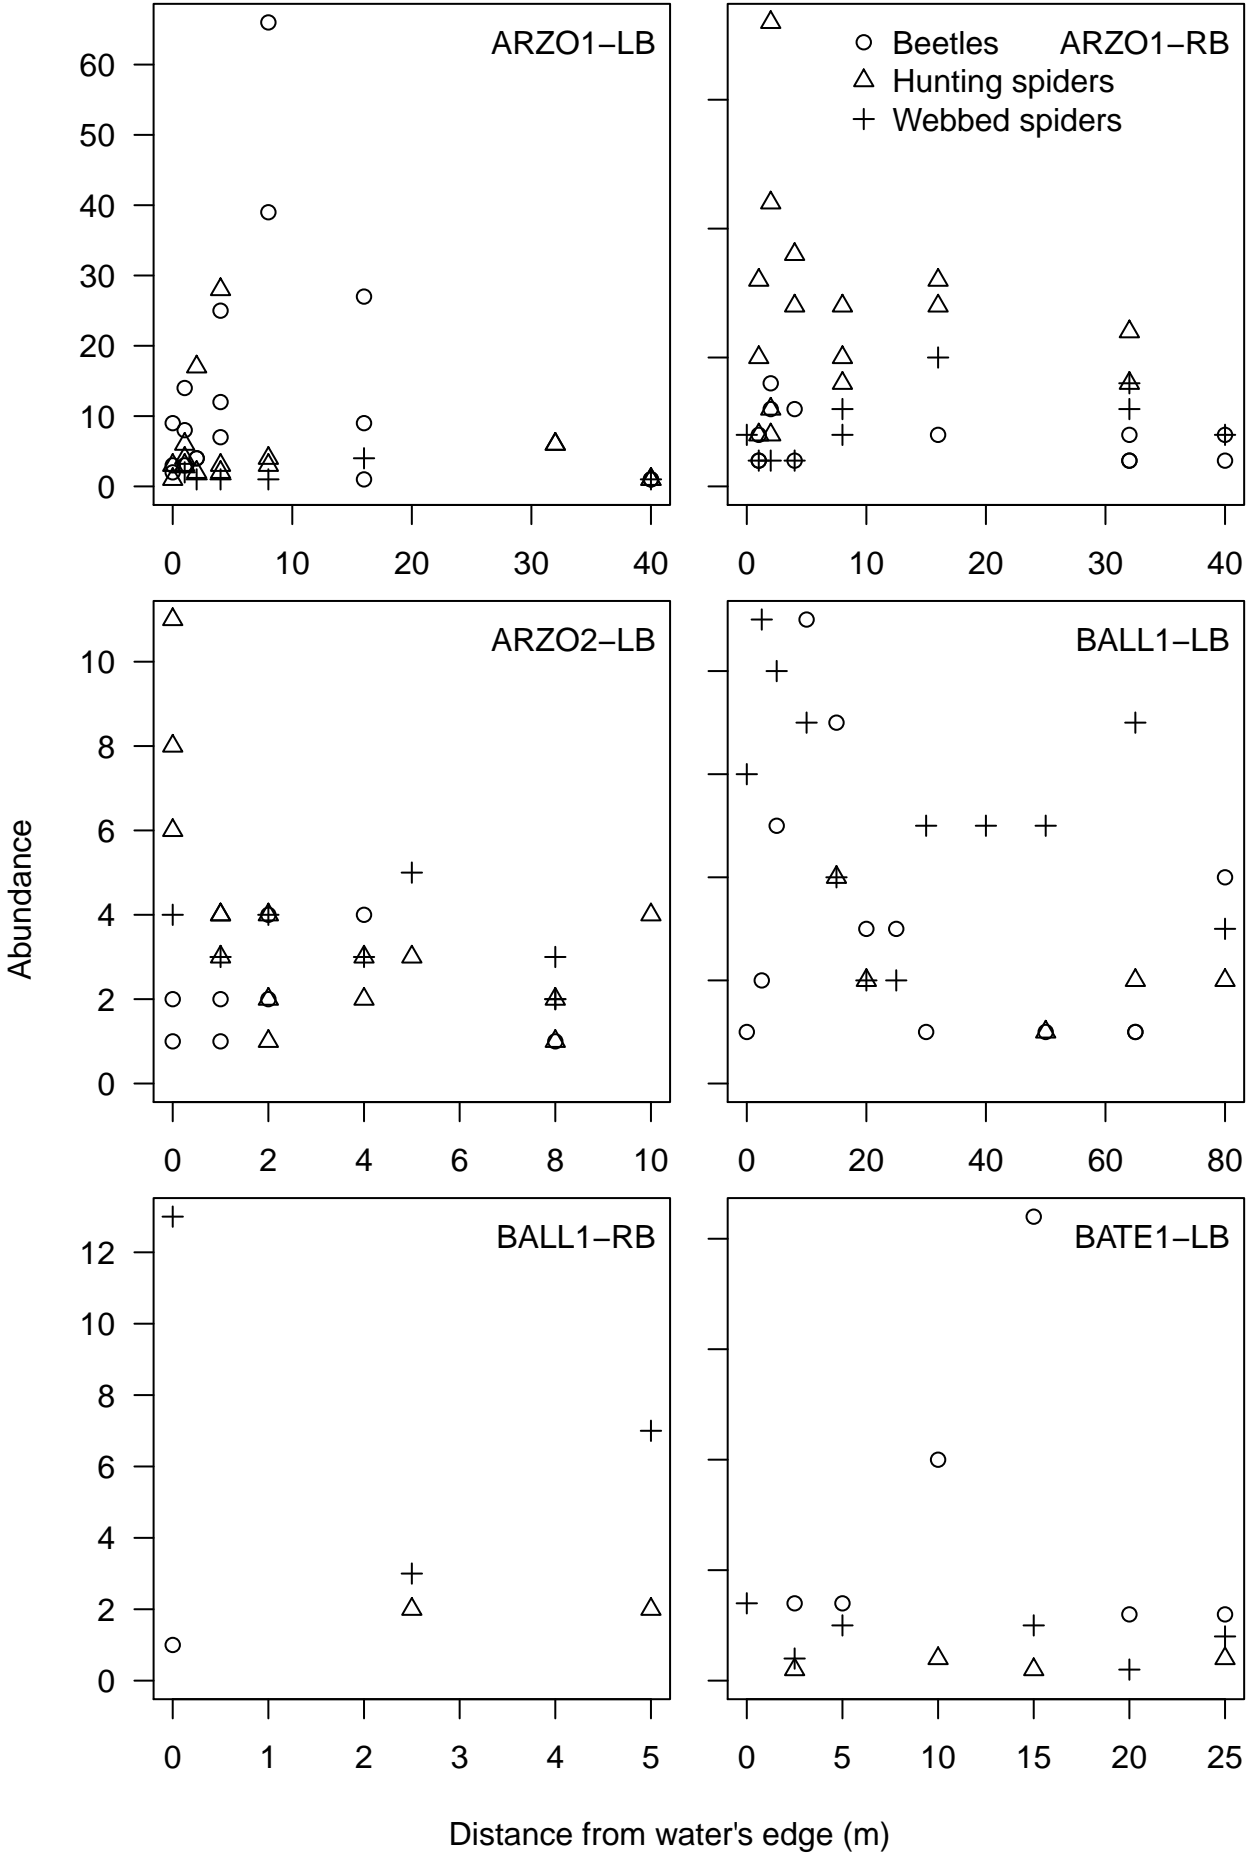 ARZO1−LB
60
50
40
30
20
10
0
0 10 20 30 40
ARZO1−RB
Beetles
Hunting spiders
Webbed spiders
0 10 20 30 40
ARZO2−LB
10
8
6
4
2
0
0 2 4 6 8 10
BALL1−LB
0 20 40 60 80
BALL1−RB
12
10
8
6
4
2
0
0 1 2 3 4 5
BATE1−LB
0 5 10 15 20 25
Abundance
Distance from water's edge (m)